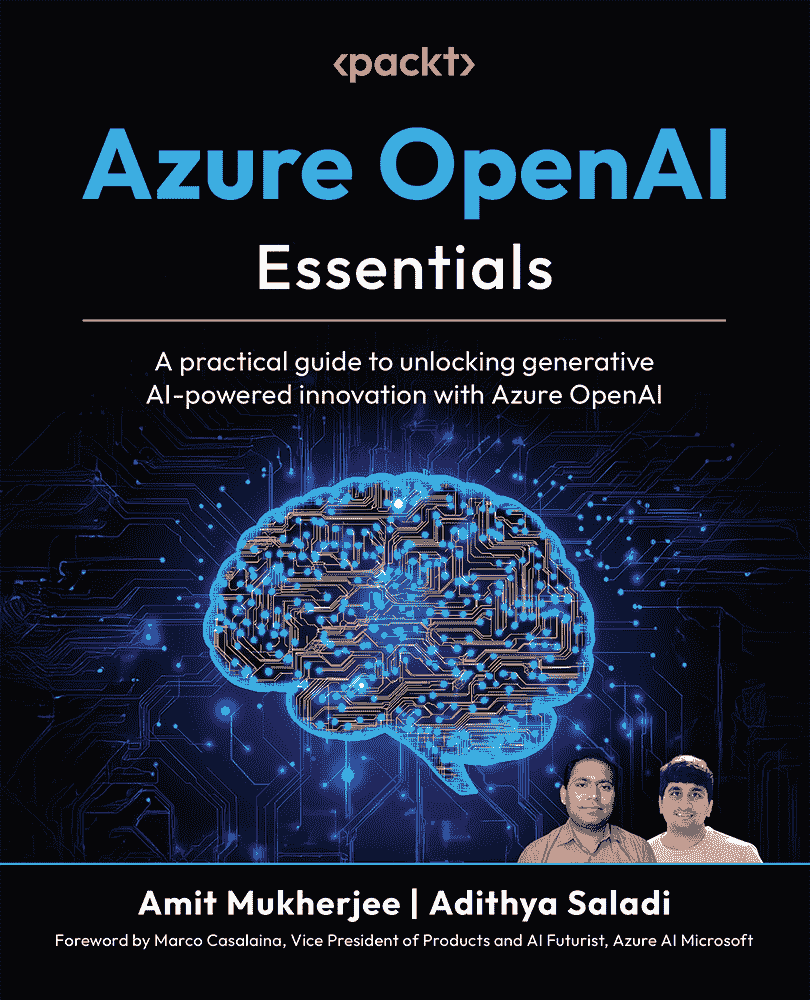 <packt>
Azure OpenAI
Essentials
A practical guide to unlocking generative
AI-powered innovation with Azure OpenAI
Amit Mukherjee | Adithya Saladi
Foreword by Marco Casalaina, Vice President of Products and AI Futurist, Azure AI Microsoft